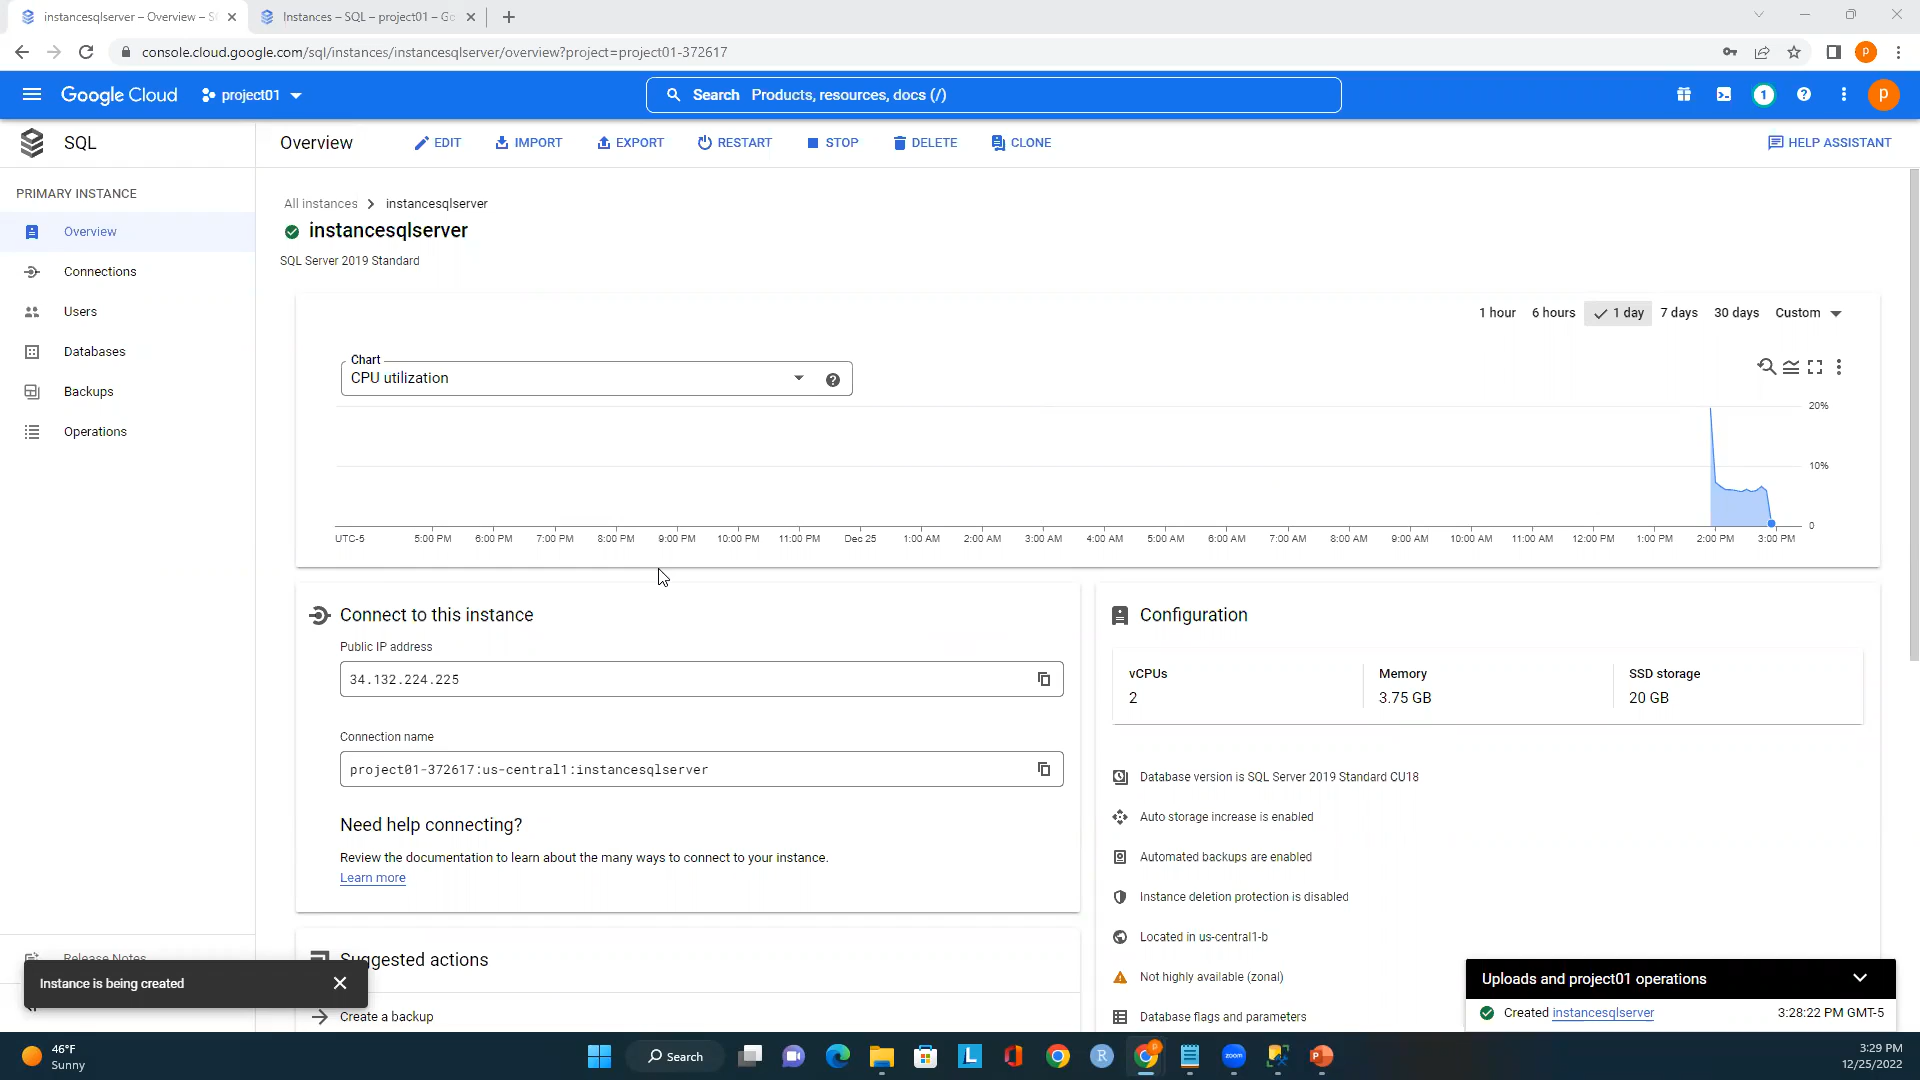 instancesqlserver – Overview – S
Instances – SQL – project01 – Go
console.cloud.google.com/sql/instances/instancesqlserver/overview?project=project01-372617
P
Google Cloud
project01
Search Products, resources, docs (/)
1
P
SQL
Overview
EDIT
IMPORT
EXPORT
RESTART
STOP
DELETE
CLONE
HELP ASSISTANT
PRIMARY INSTANCE
Overview
Connections
Users
Databases
Backups
Operations
Release Notes
All instances
instancesqlserver
instancesqlserver
SQL Server 2019 Standard
1 hour
6 hours
1 day
7 days
30 days
Custom
Chart
CPU utilization
20%
10%
0
UTC-5 5:00 PM 6:00 PM 7:00 PM 8:00 PM 9:00 PM 10:00 PM 11:00 PM Dec 25 1:00 AM 2:00 AM 3:00 AM 4:00 AM 5:00 AM 6:00 AM 7:00 AM 8:00 AM 9:00 AM 10:00 AM 11:00 AM 12:00 PM 1:00 PM 2:00 PM 3:00 PM
Connect to this instance
Public IP address
34.132.224.225
Connection name
project01-372617:us-central1:instancesqlserver
Need help connecting?
Review the documentation to learn about the many ways to connect to your instance.
Learn more
Suggested actions
Create a backup
Configuration
vCPUs
2
Memory
3.75 GB
SSD storage
20 GB
Database version is SQL Server 2019 Standard CU18
Auto storage increase is enabled
Automated backups are enabled
Instance deletion protection is disabled
Located in us-central1-b
Not highly available (zonal)
Database flags and parameters
Instance is being created
Uploads and project01 operations
Created instancesqlserver
3:28:22 PM GMT-5
46°F
Sunny
Search
L
R
zoom
P
3:29 PM
12/25/2022